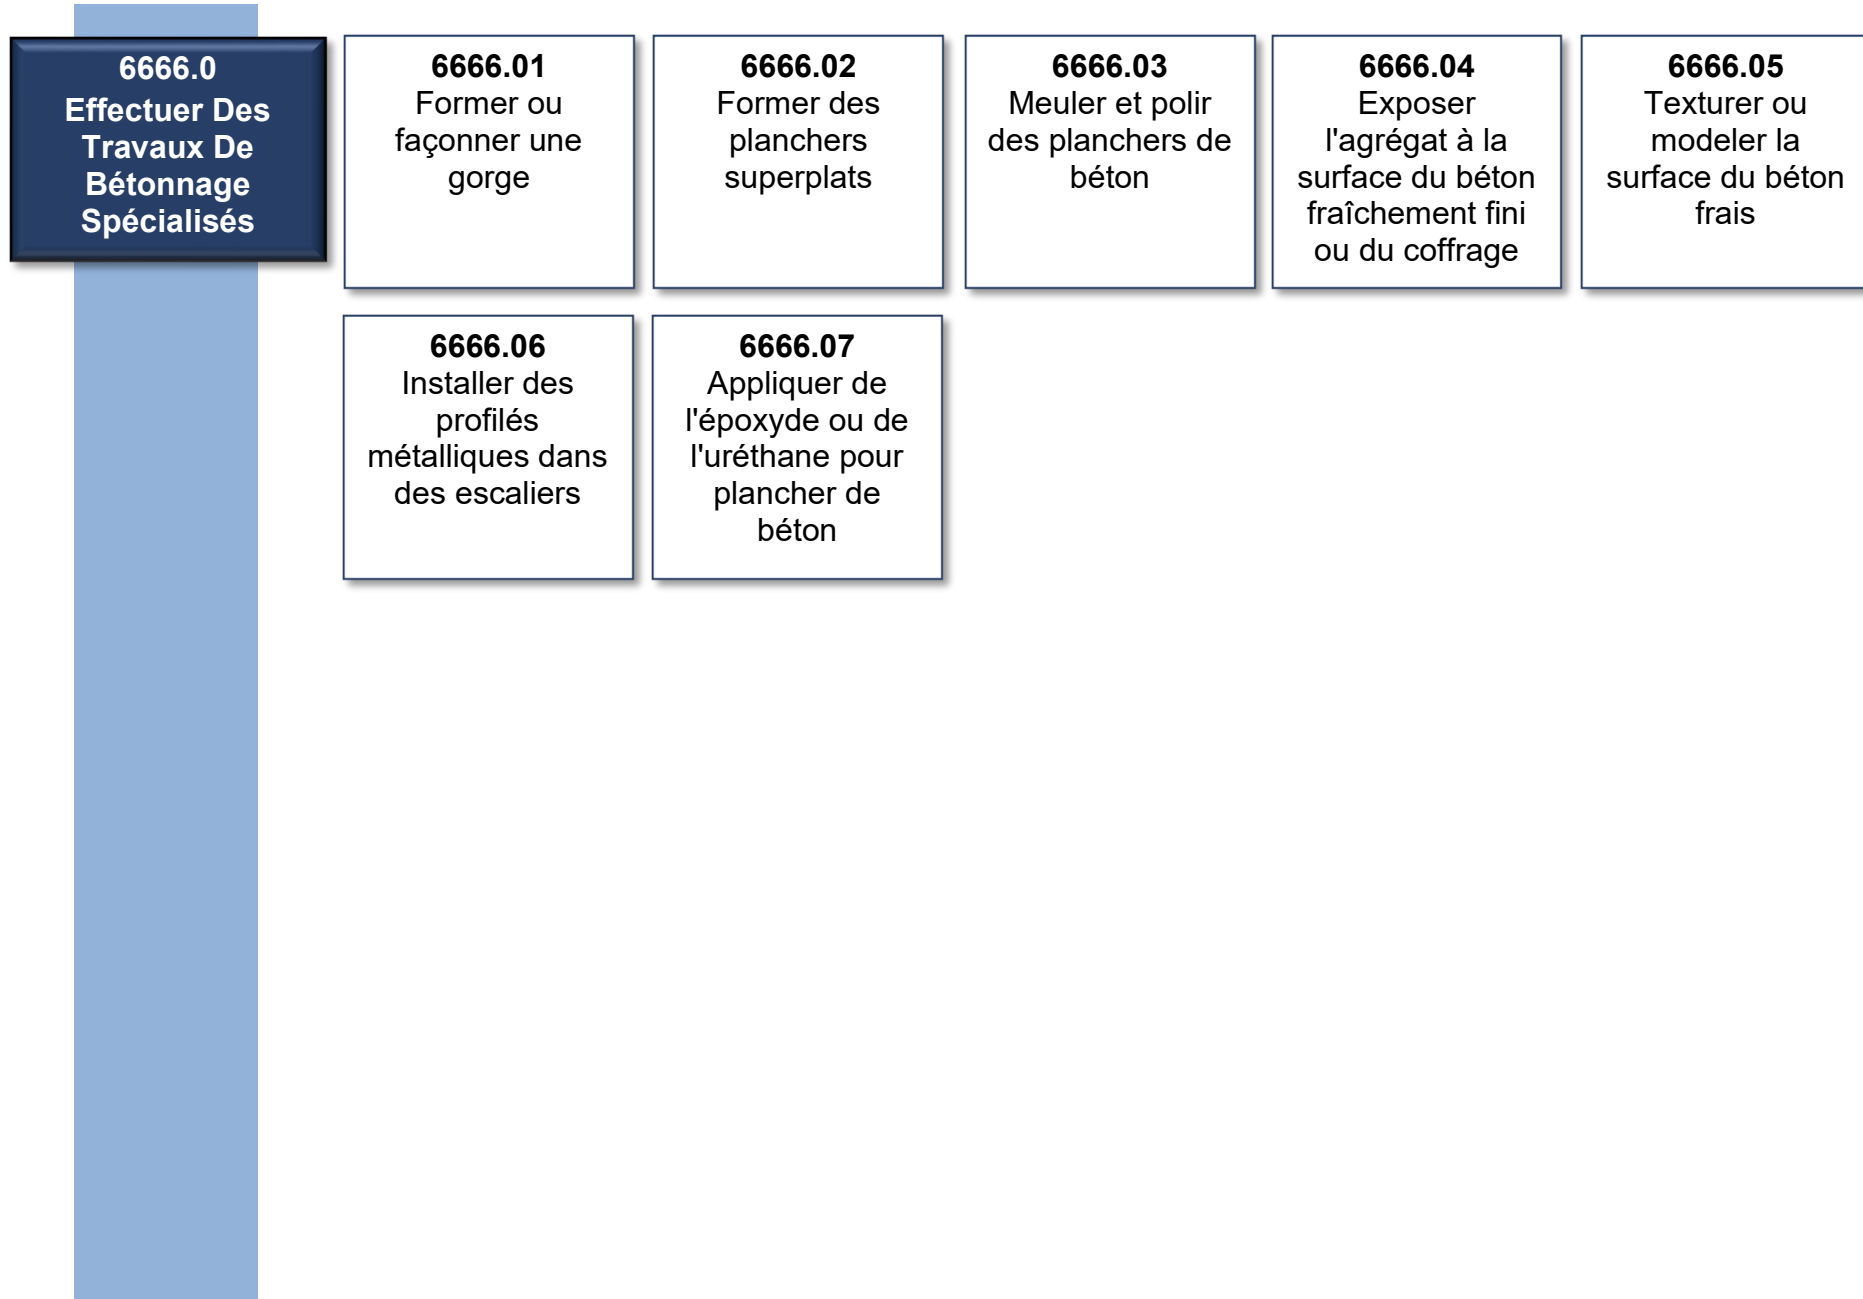 6666.0
Effectuer Des
Travaux De
Bétonnage
Spécialisés
6666.01
Former ou
façonner une
gorge
6666.02
Former des
planchers
superplats
6666.03
Meuler et polir
des planchers de
béton
6666.04
Exposer
l'agrégat à la
surface du béton
fraîchement fini
ou du coffrage
6666.05
Texturer ou
modeler la
surface du béton
frais
6666.06
Installer des
profilés
métalliques dans
des escaliers
6666.07
Appliquer de
l'époxyde ou de
l'uréthane pour
plancher de
béton